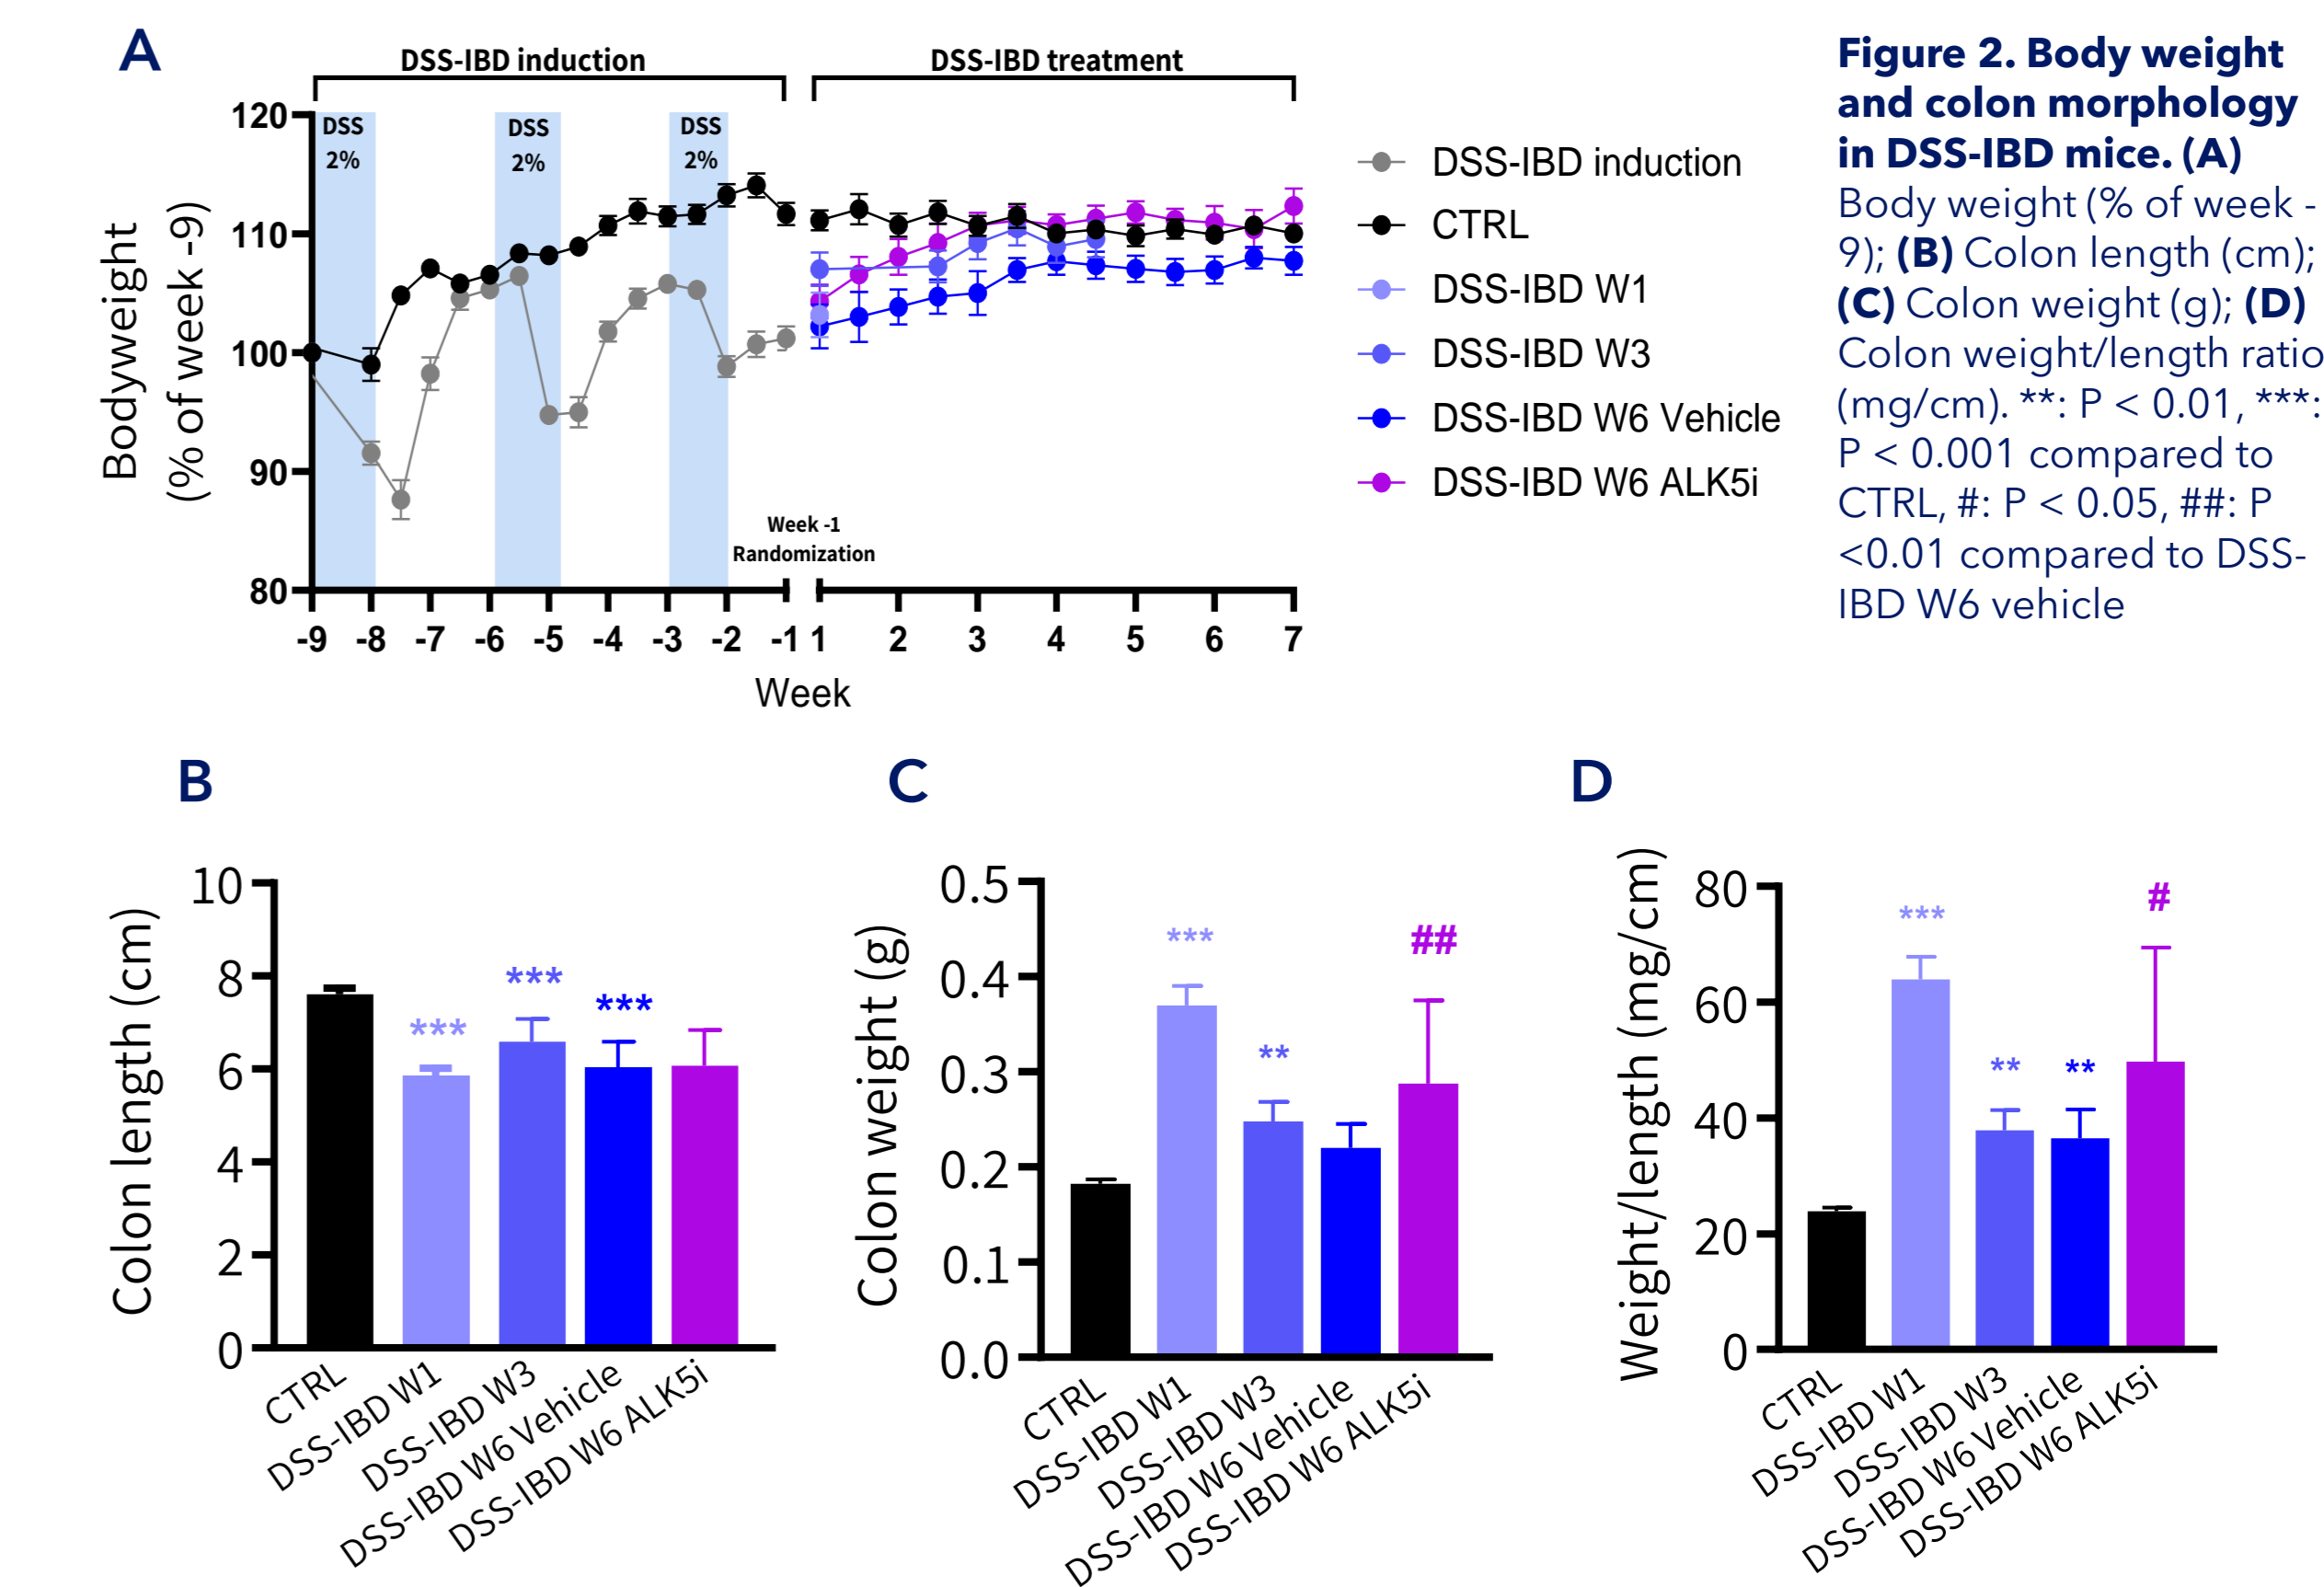 A
DSS-IBD induction
DSS-IBD treatment
120
110
100
90
80
Bodyweight
(% of week -9)
DSS
2%
DSS
2%
DSS
2%
Week -1
Randomization
-9 -8 -7 -6 -5 -4 -3 -2 -1 1 2 3 4 5 6 7
Week
DSS-IBD induction
CTRL
DSS-IBD W1
DSS-IBD W3
DSS-IBD W6 Vehicle
DSS-IBD W6 ALK5i
Figure 2. Body weight
and colon morphology
in DSS-IBD mice. (A)
Body weight (% of week -
9); (B) Colon length (cm);
(C) Colon weight (g); (D)
Colon weight/length ratio
(mg/cm). **: P < 0.01, ***:
P < 0.001 compared to
CTRL, #: P < 0.05, ##: P
<0.01 compared to DSS-
IBD W6 vehicle
B
Colon length (cm)
10
8
6
4
2
0
***
***
***
CTRL
DSS-IBD W1
DSS-IBD W3
DSS-IBD W6 Vehicle
DSS-IBD W6 ALK5i
C
Colon weight (g)
0.5
0.4
0.3
0.2
0.1
0.0
***
**
##
CTRL
DSS-IBD W1
DSS-IBD W3
DSS-IBD W6 Vehicle
DSS-IBD W6 ALK5i
D
Weight/length (mg/cm)
80
60
40
20
0
***
**
**
#
CTRL
DSS-IBD W1
DSS-IBD W3
DSS-IBD W6 Vehicle
DSS-IBD W6 ALK5i